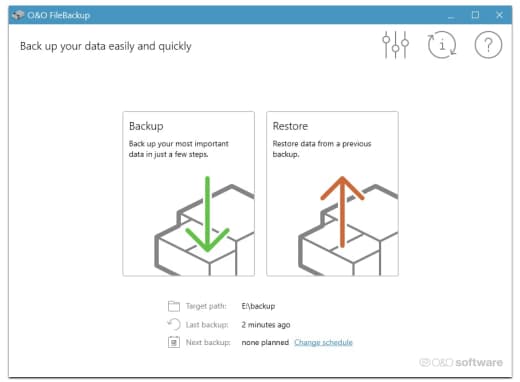 O&O FileBackup
Back up your data easily and quickly
i
?
Backup
Back up your most important
data in just a few steps.
Restore
Restore data from a previous
backup.
Target path: E:\backup
Last backup: 2 minutes ago
Next backup: none planned Change schedule
O&O software